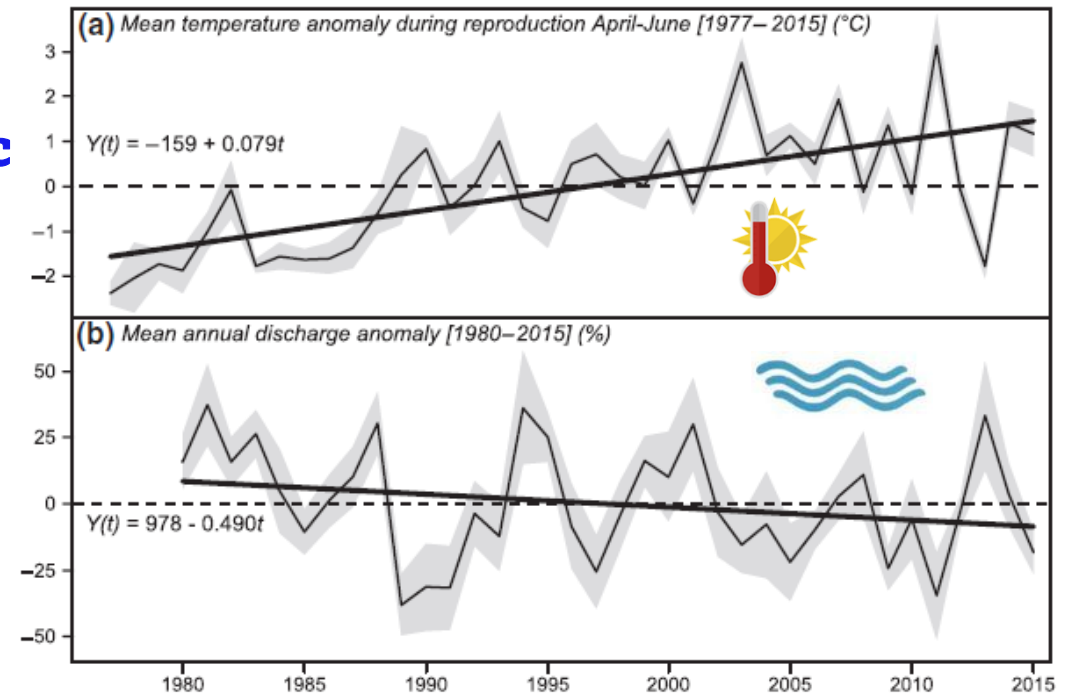 (a) Mean temperature anomaly during reproduction April-June [1977–2015] (°C)
3
2
1
0
–1
–2
Y(t) = –159 + 0.079t
c
(b) Mean annual discharge anomaly [1980–2015] (%)
50
25
0
–25
–50
Y(t) = 978 - 0.490t
1980 1985 1990 1995 2000 2005 2010 2015